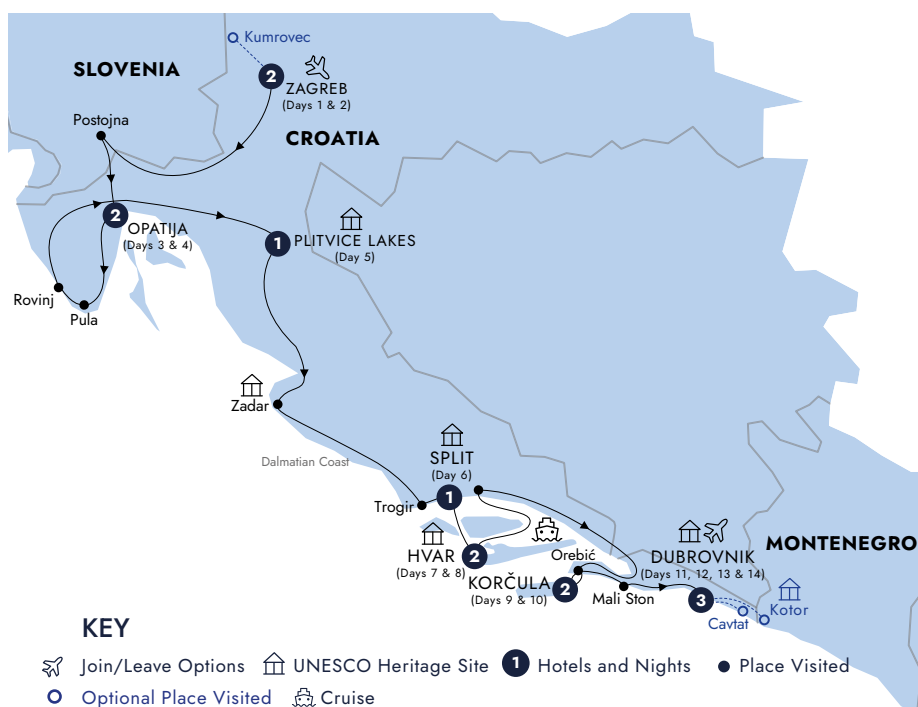 Kumrovec
SLOVENIA
2
ZAGREB
(Days 1 & 2)
Postojna
CROATIA
2
OPATIJA
(Days 3 & 4)
1
PLITVICE LAKES
(Day 5)
Rovinj
Pula
Zadar
Dalmatian Coast
SPLIT
(Day 6)
1
Trogir
HVAR
(Days 7 & 8)
2
Orebić
KORČULA
(Days 9 & 10)
2
Mali Ston
MONTENEGRO
DUBROVNIK
(Days 11, 12, 13 & 14)
3
Kotor
Cavtat
KEY
Join/Leave Options UNESCO Heritage Site 1 Hotels and Nights Place Visited
Optional Place Visited Cruise